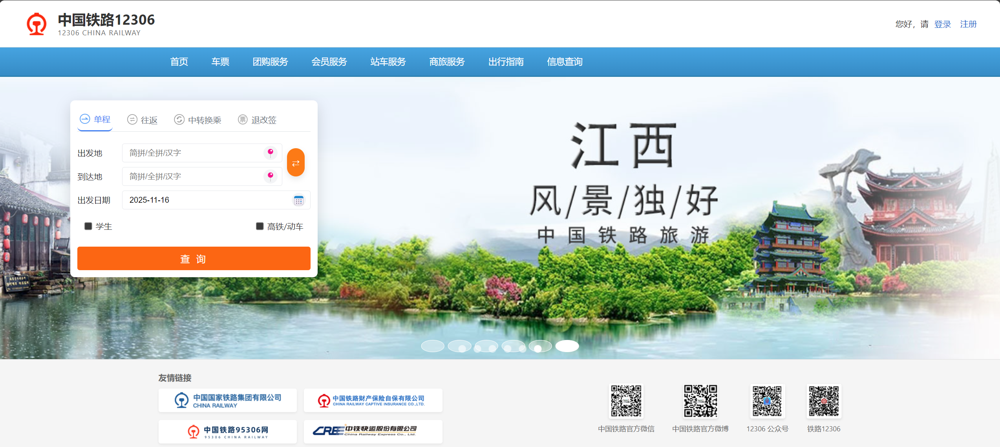 中国铁路12306
12306 CHINA RAILWAY
您好，请 登录 注册
首页 车票 团购服务 会员服务 站车服务 商旅服务 出行指南 信息查询
单程 往返 中转换乘 票 退改签
出发地 简拼/全拼/汉字
到达地 简拼/全拼/汉字
出发日期 2025-11-16
学生 高铁/动车
查 询
江西
风/景/独/好
中国铁路旅游
友情链接
中国国家铁路集团有限公司
CHINA RAILWAY
中国铁路财产保险自保有限公司
CHINA RAILWAY CAPTIVE INSURANCE CO.,LTD.
中国铁路95306网
95306 CHINA RAILWAY
CRE 中铁快运股份有限公司
China Railway Express Co., Ltd.
中国铁路官方微信 中国铁路官方微博 12306 公众号 铁路12306